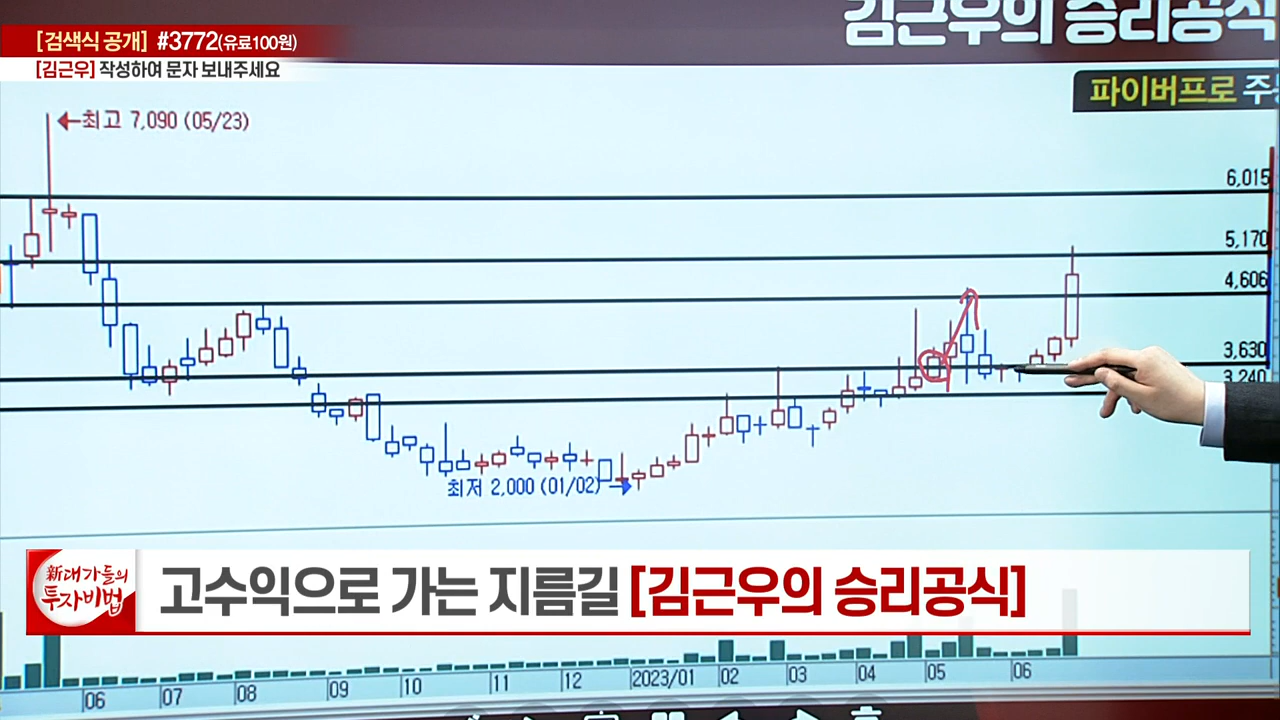 김근우의 승리공식
[검색식 공개] #3772(유료100원)
[김근우] 작성하여 문자 보내주세요
파이버프로 주
최고 7,090 (05/23)
6,015
5,170
4,606
3,630
3,240
최저 2,000 (01/02)
新대가들의
투자비법
고수익으로 가는 지름길 [김근우의 승리공식]
06 07 08 09 10 11 12 2023/01 02 03 04 05 06